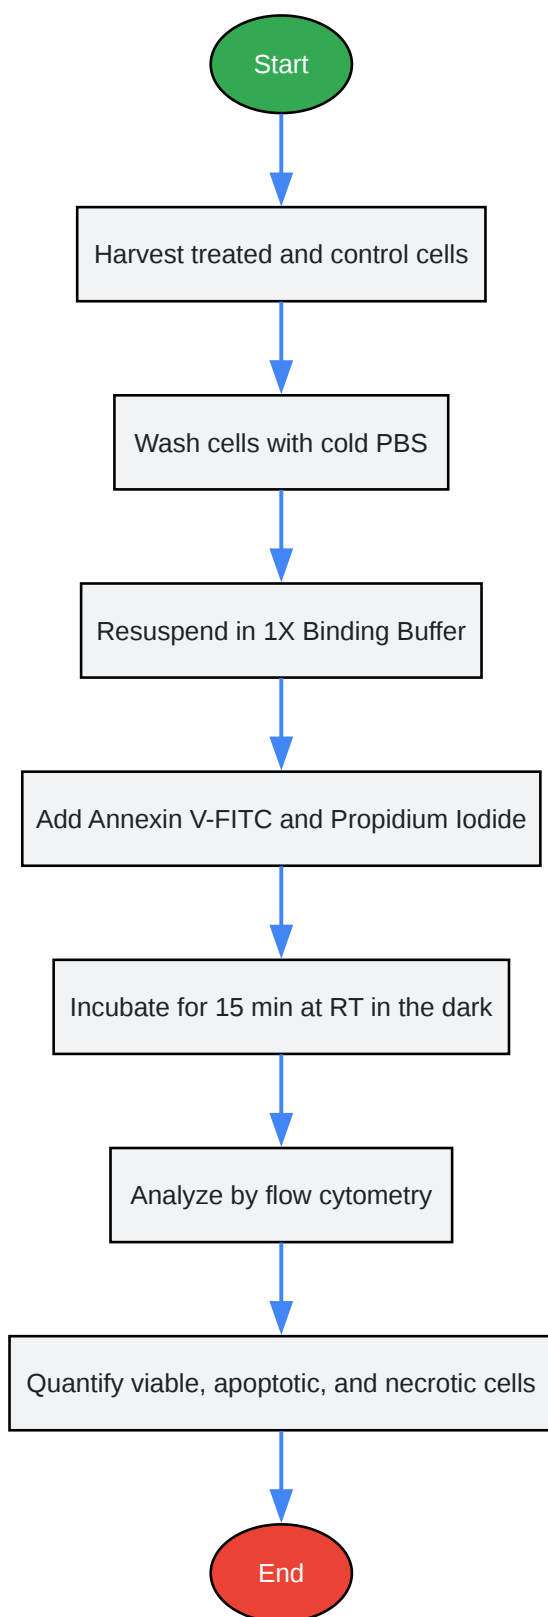 Start
Harvest treated and control cells
Wash cells with cold PBS
Resuspend in 1X Binding Buffer
Add Annexin V-FITC and Propidium Iodide
Incubate for 15 min at RT in the dark
Analyze by flow cytometry
Quantify viable, apoptotic, and necrotic cells
End